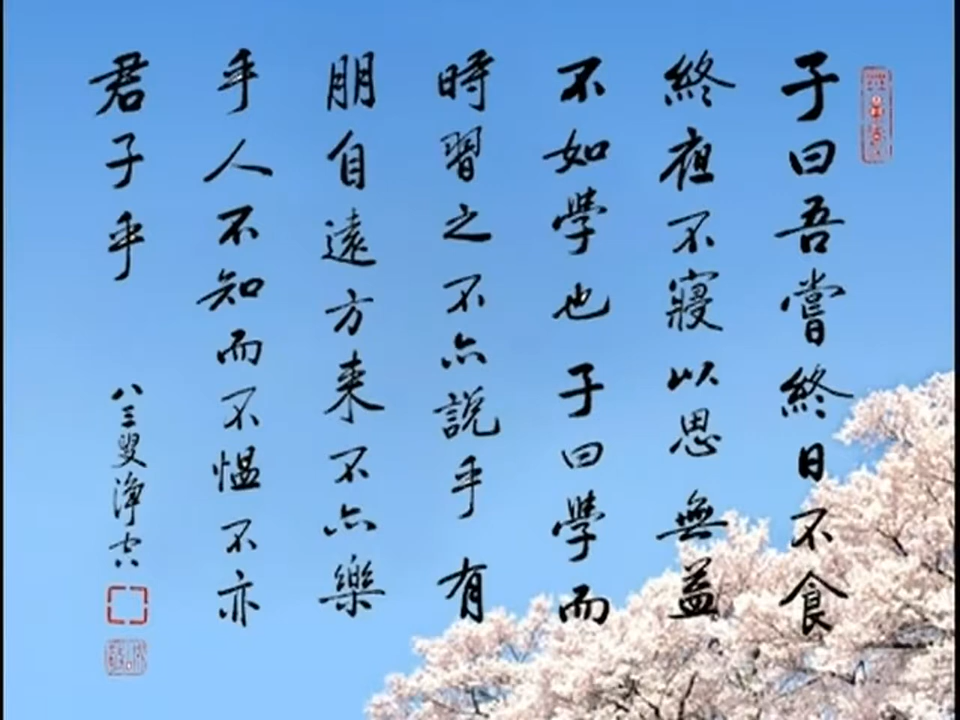 子曰吾嘗終日不食
終夜不寢以思無益
不如學也子曰學而
時習之不亦說乎有
朋自遠方来不亦樂
乎人不知而不愠不亦
君子乎
八三叟淨空